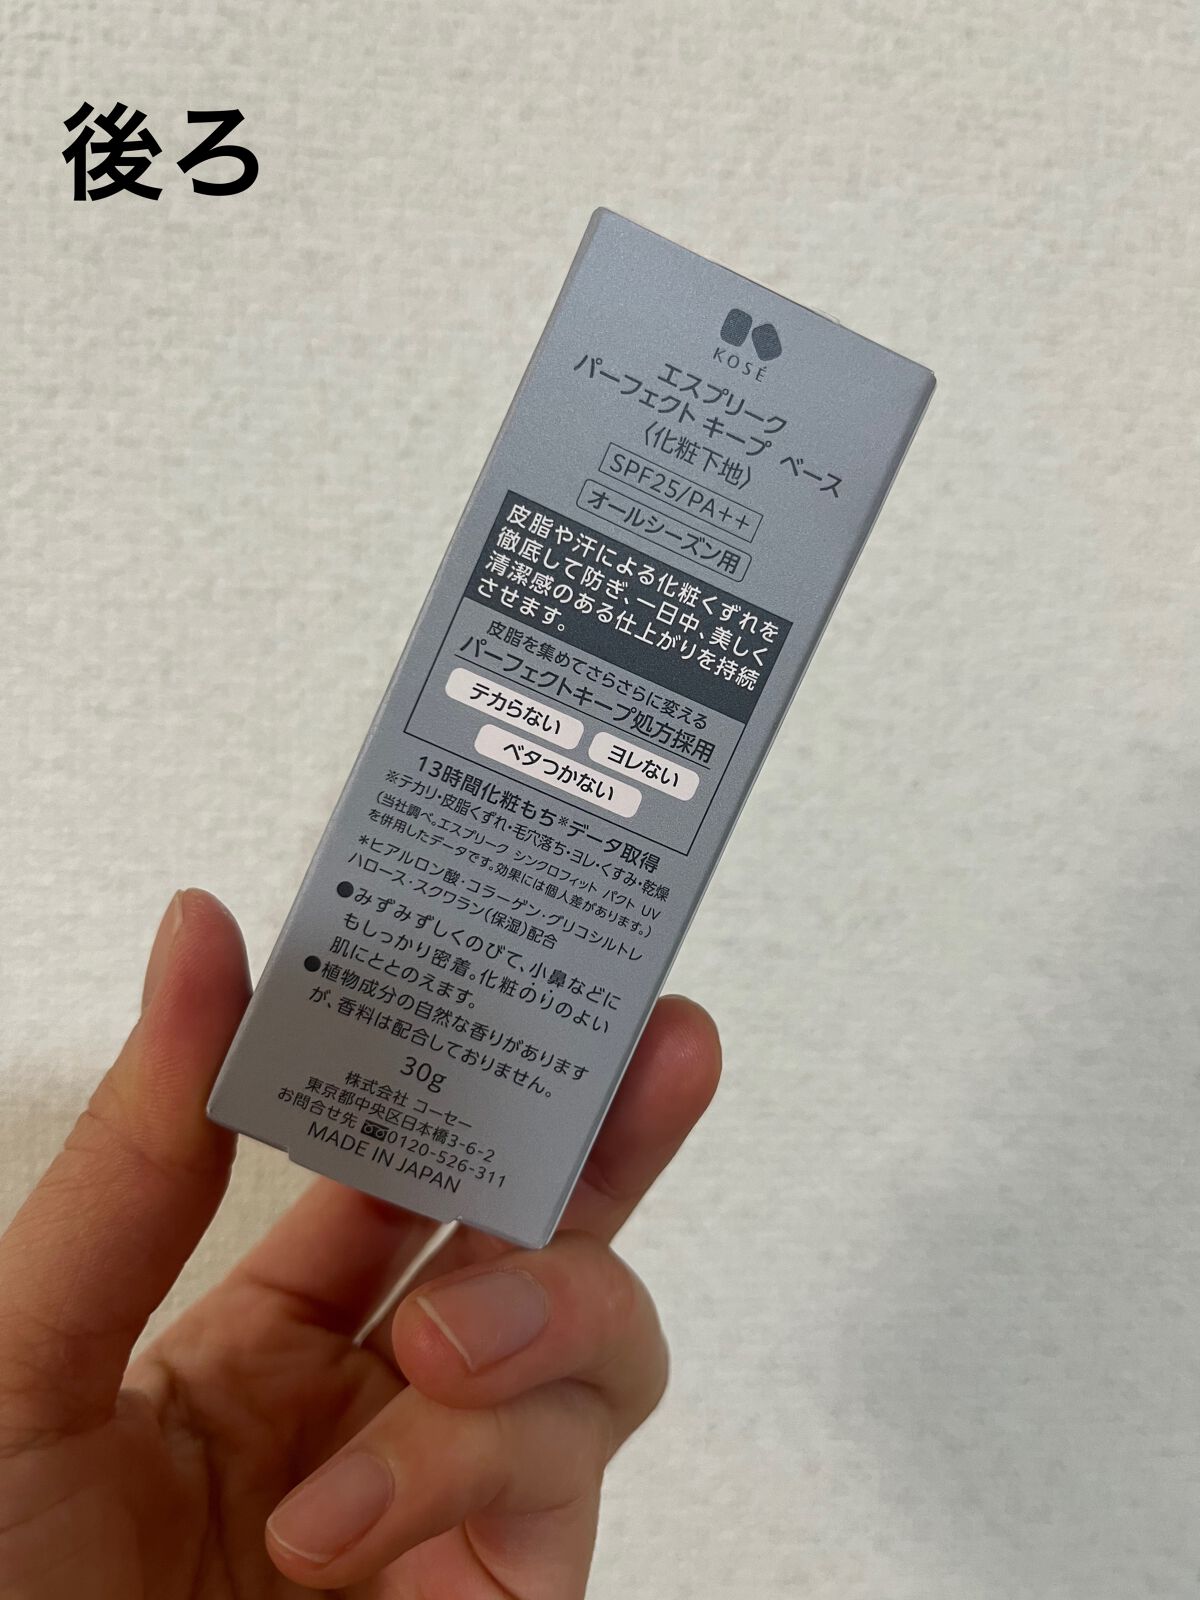 後ろ
KOSÉ
エスプリーク
パーフェクト キープ ベース
〈化粧下地〉
SPF25/PA++
オールシーズン用
皮脂や汗による化粧くずれを
徹底して防ぎ、一日中、美しく
清潔感のある仕上がりを持続
させます。
皮脂を集めてさらさらに変える
パーフェクトキープ処方採用
テカらない
ヨレない
ベタつかない
13時間化粧もち※データ取得
※テカリ・皮脂くずれ・毛穴落ち・ヨレ・くすみ・乾燥
(当社調べ。エスプリーク シンクロフィット パクト UV
を併用したデータです。効果には個人差があります。)
*ヒアルロン酸・コラーゲン・グリコシルトレ
ハロース・スクワラン(保湿)配合
●みずみずしくのびて、小鼻などに
もしっかり密着。化粧のりのよい
肌にととのえます。
●植物成分の自然な香りがあります
が、香料は配合しておりません。
30g
株式会社 コーセー
東京都中央区日本橋3-6-2
お問合せ先 0120-526-311
MADE IN JAPAN